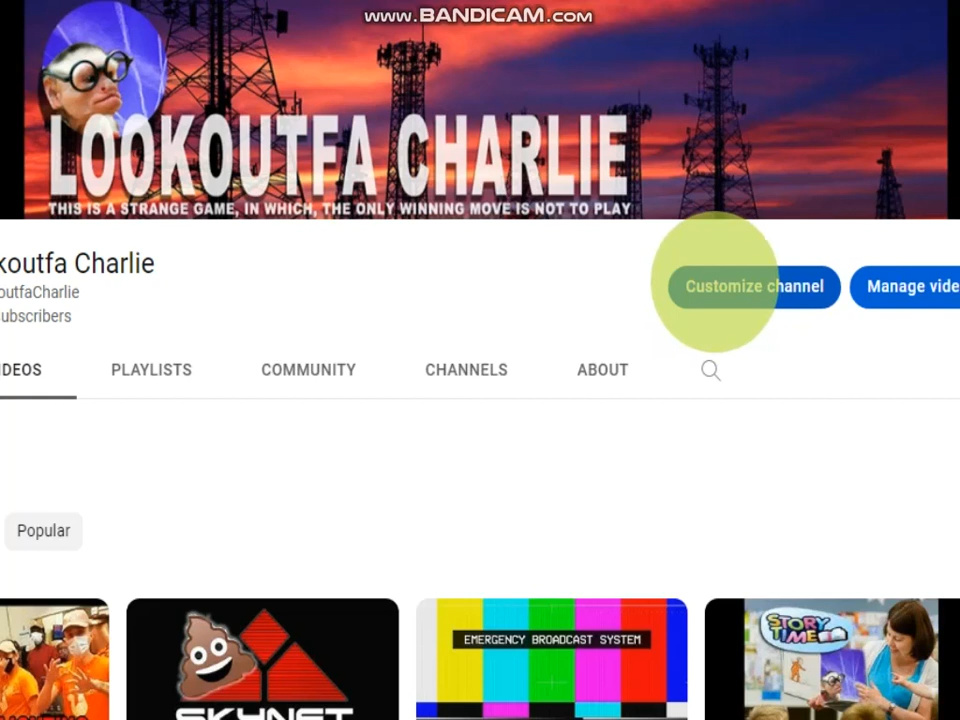 www.BANDICAM.com
LOOKOUTFA CHARLIE
THIS IS A STRANGE GAME, IN WHICH, THE ONLY WINNING MOVE IS NOT TO PLAY
koutfa Charlie
outfaCharlie
ubscribers
Customize channel
Manage vide
IDEOS
PLAYLISTS
COMMUNITY
CHANNELS
ABOUT
Popular
SKYNET
EMERGENCY BROADCAST SYSTEM
STORY
TIME